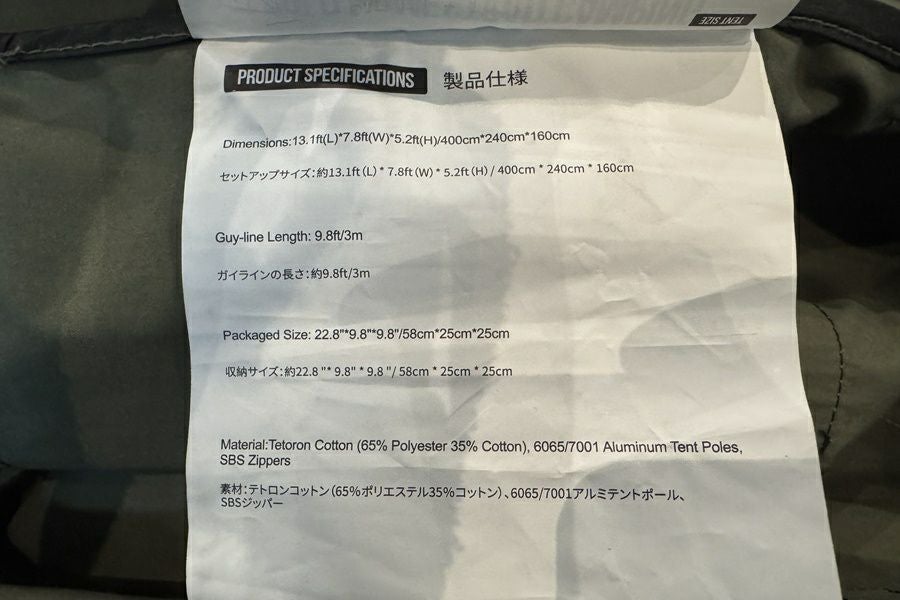 TENT SIZE
PRODUCT SPECIFICATIONS 製品仕様
Dimensions:13.1ft(L)*7.8ft(W)*5.2ft(H)/400cm*240cm*160cm
セットアップサイズ:約13.1ft(L) * 7.8ft(W) * 5.2ft(H) / 400cm * 240cm * 160cm
Guy-line Length: 9.8ft/3m
ガイラインの長さ:約9.8ft/3m
Packaged Size: 22.8"*9.8"*9.8"/58cm*25cm*25cm
収納サイズ:約22.8 "* 9.8" * 9.8 "/ 58cm * 25cm * 25cm
Material:Tetoron Cotton (65% Polyester 35% Cotton), 6065/7001 Aluminum Tent Poles,
SBS Zippers
素材:テトロンコットン(65%ポリエステル35%コットン)、6065/7001アルミテントポール、
SBSジッパー